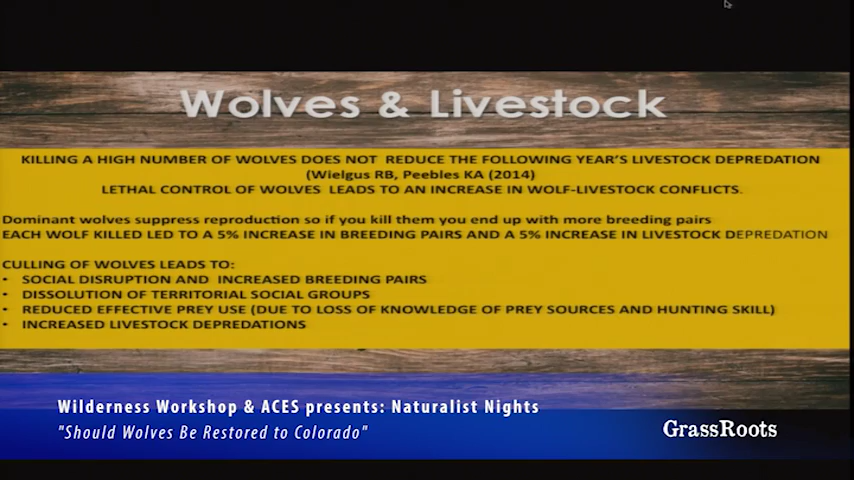 Wolves & Livestock
KILLING A HIGH NUMBER OF WOLVES DOES NOT REDUCE THE FOLLOWING YEAR'S LIVESTOCK DEPREDATION
(Wielgus RB, Peebles KA (2014)
LETHAL CONTROL OF WOLVES LEADS TO AN INCREASE IN WOLF-LIVESTOCK CONFLICTS.
Dominant wolves suppress reproduction so if you kill them you end up with more breeding pairs
EACH WOLF KILLED LED TO A 5% INCREASE IN BREEDING PAIRS AND A 5% INCREASE IN LIVESTOCK DEPREDATION
CULLING OF WOLVES LEADS TO:
• SOCIAL DISRUPTION AND INCREASED BREEDING PAIRS
• DISSOLUTION OF TERRITORIAL SOCIAL GROUPS
• REDUCED EFFECTIVE PREY USE (DUE TO LOSS OF KNOWLEDGE OF PREY SOURCES AND HUNTING SKILL)
• INCREASED LIVESTOCK DEPREDATIONS
Wilderness Workshop & ACES presents: Naturalist Nights
"Should Wolves Be Restored to Colorado"
GrassRoots